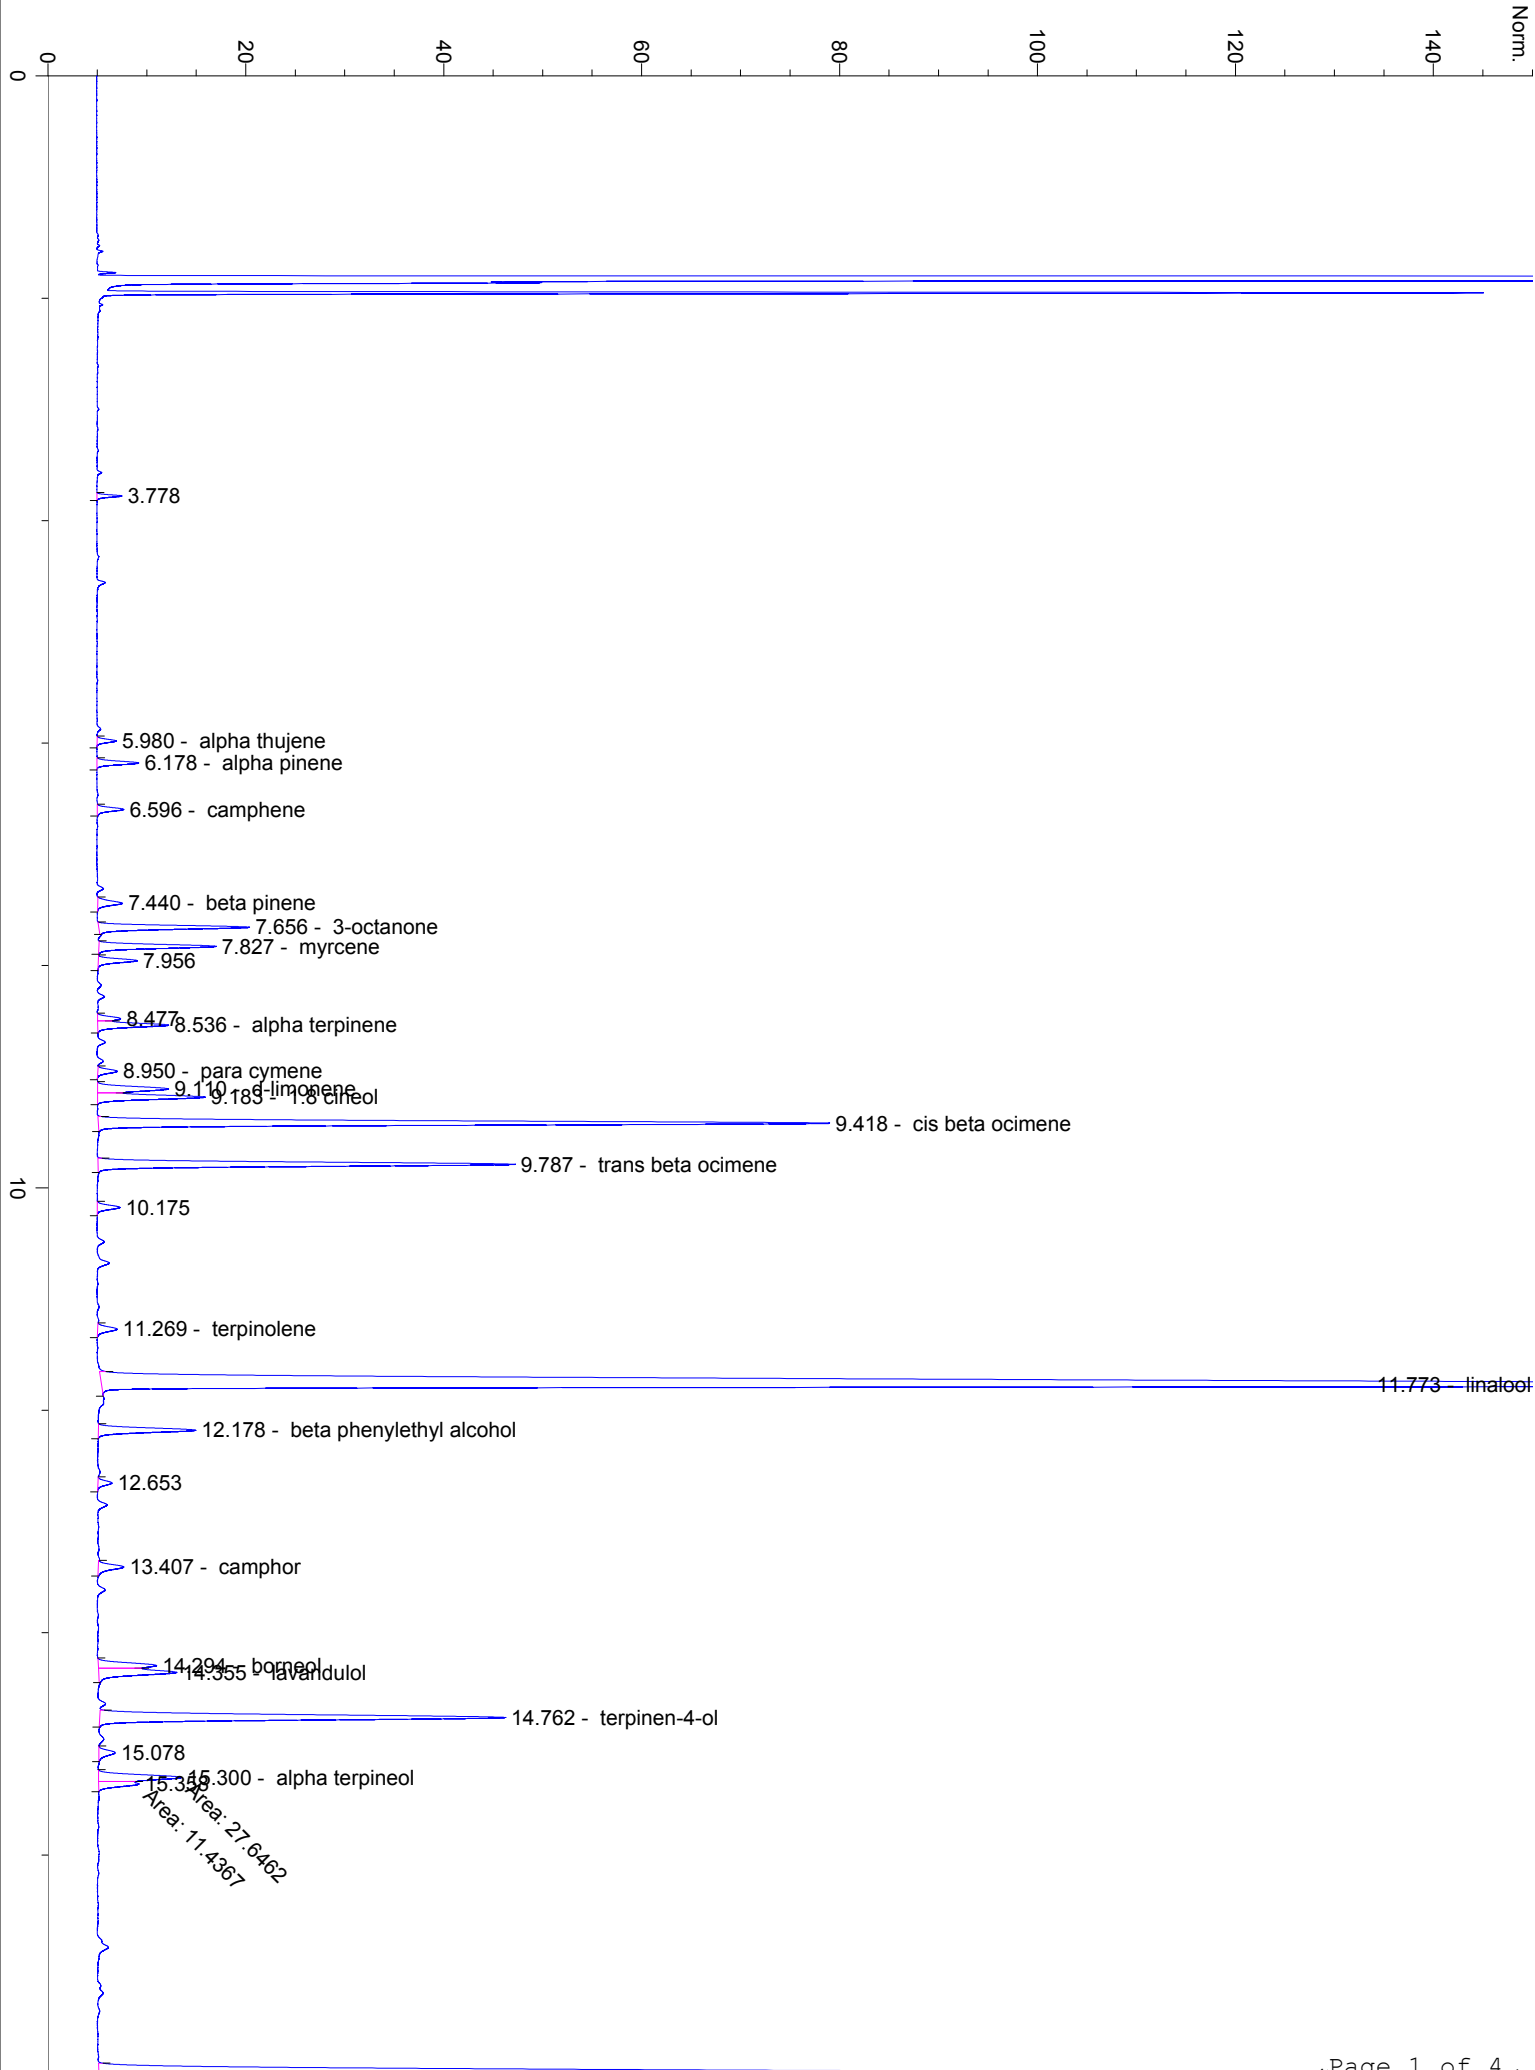 Norm.
0
20
40
60
80
100
120
140
0
3.778
5.980 - alpha thujene
6.178 - alpha pinene
6.596 - camphene
7.440 - beta pinene
7.656 - 3-octanone
7.827 - myrcene
7.956
8.477
8.536 - alpha terpinene
8.950 - para cymene
9.110 - d-limonene
9.183 - 1.8 cineol
9.418 - cis beta ocimene
9.787 - trans beta ocimene
10
10.175
11.269 - terpinolene
11.773 - linalool
12.178 - beta phenylethyl alcohol
12.653
13.407 - camphor
14.294 - borneol
14.355 - lavandulol
14.762 - terpinen-4-ol
15.078
15.300 - alpha terpineol
15.358
Area: 27.6462
Area: 11.4367
Page 1 of 4